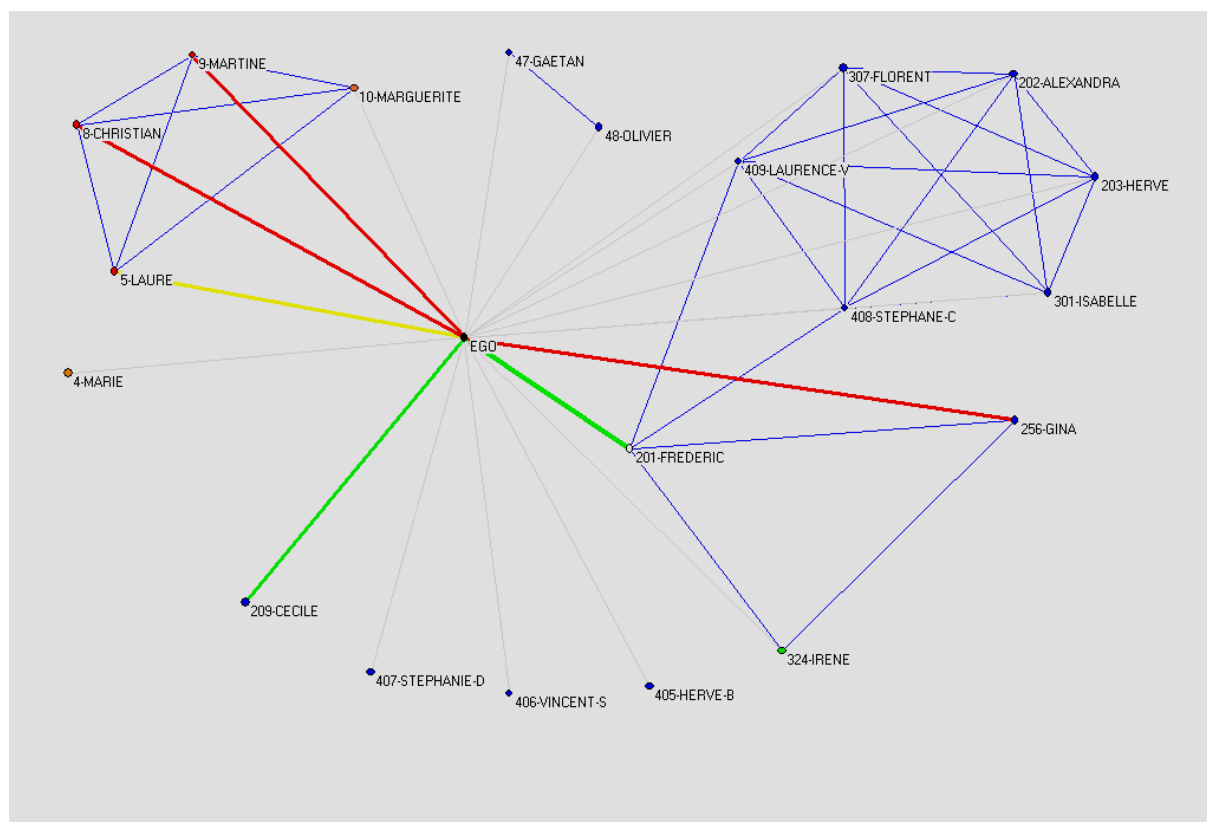 9-MARTINE
47-GAETAN
307-FLORENT
202-ALEXANDRA
10-MARGUERITE
8-CHRISTIAN
48-OLIVIER
409-LAURENCE-V
203-HERVE
5-LAURE
301-ISABELLE
408-STEPHANE-C
EGO
4-MARIE
256-GINA
201-FREDERIC
209-CECILE
324-IRENE
407-STEPHANIE-D
406-VINCENT-S
405-HERVE-B